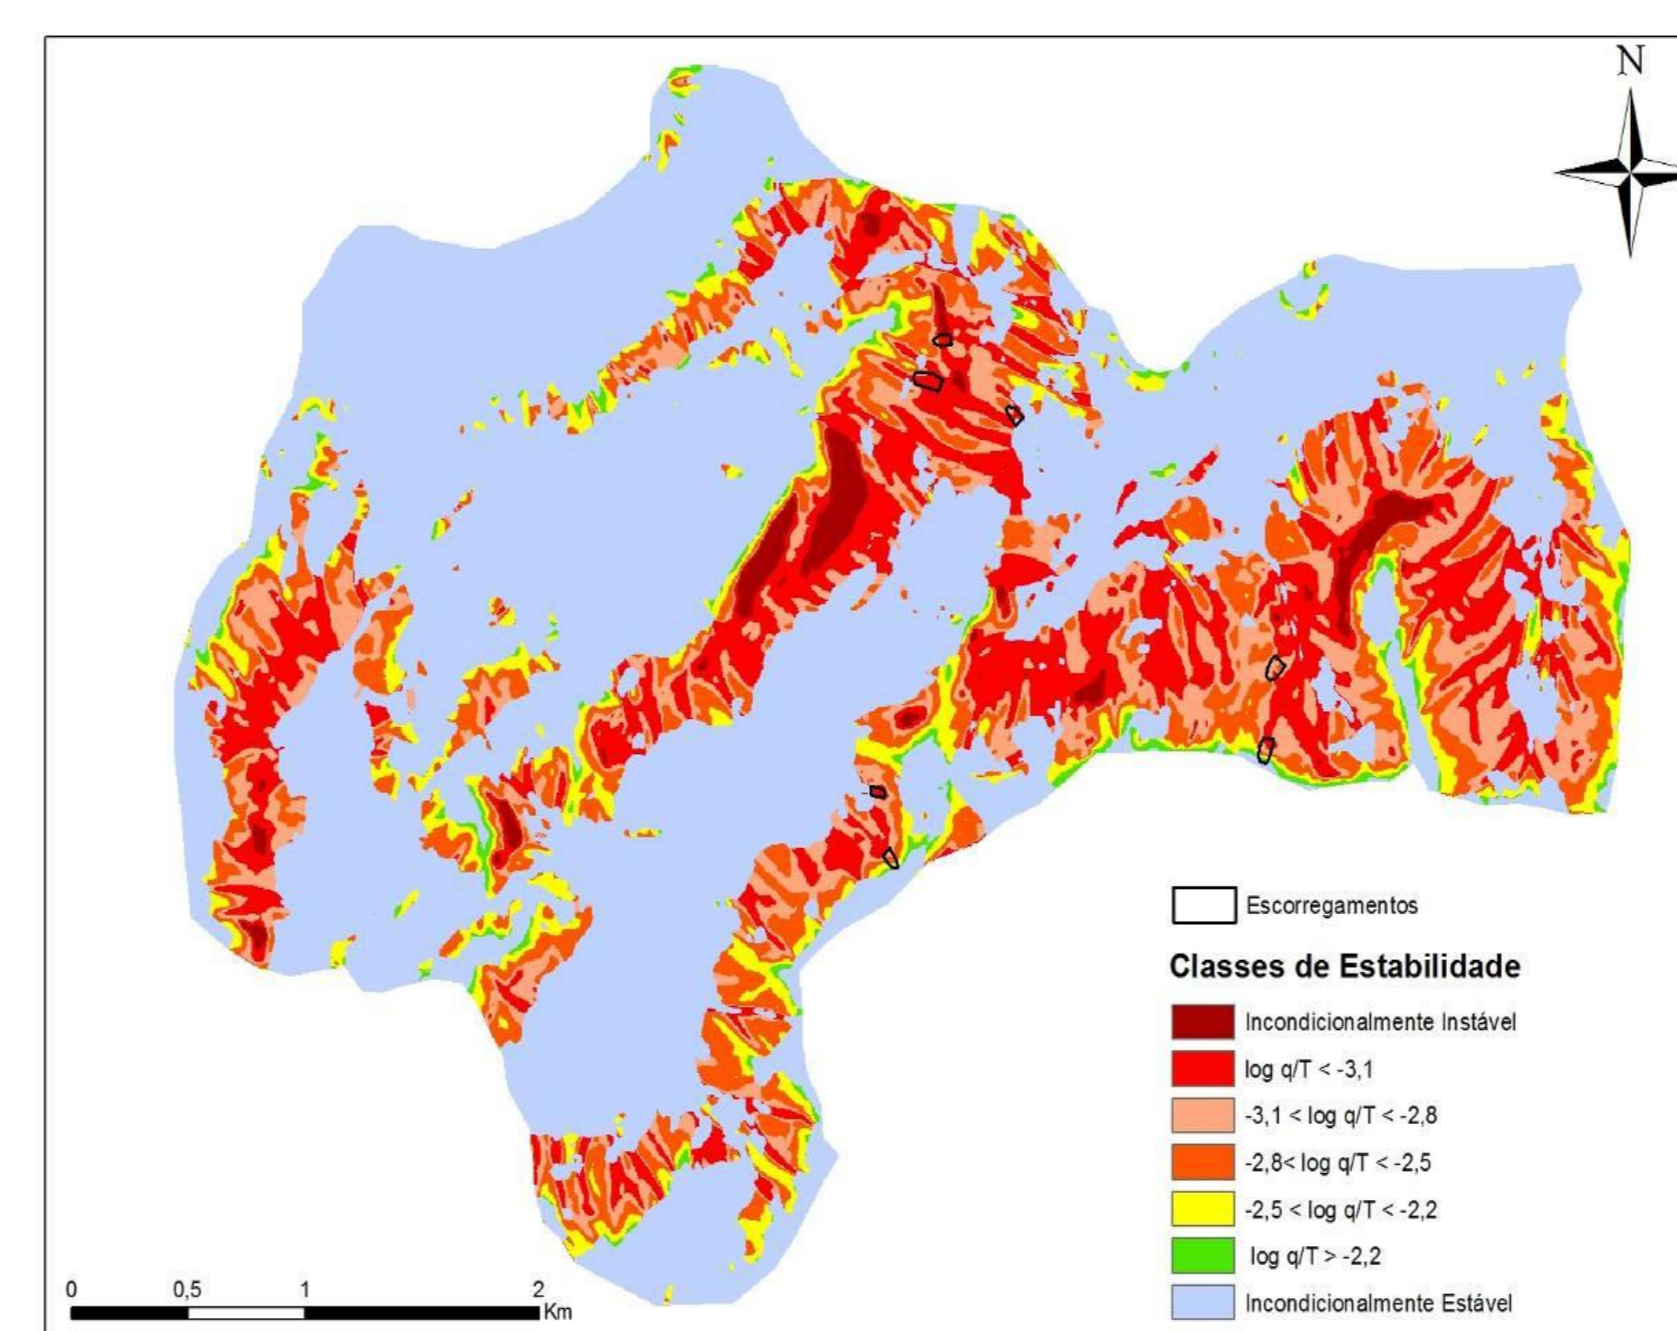 N
Escorregamentos
Classes de Estabilidade
Incondicionalmente Instável
log q/T < -3,1
-3,1 < log q/T < -2,8
-2,8< log q/T < -2,5
-2,5 < log q/T < -2,2
log q/T > -2,2
Incondicionalmente Estável
0 0,5 1 2
Km